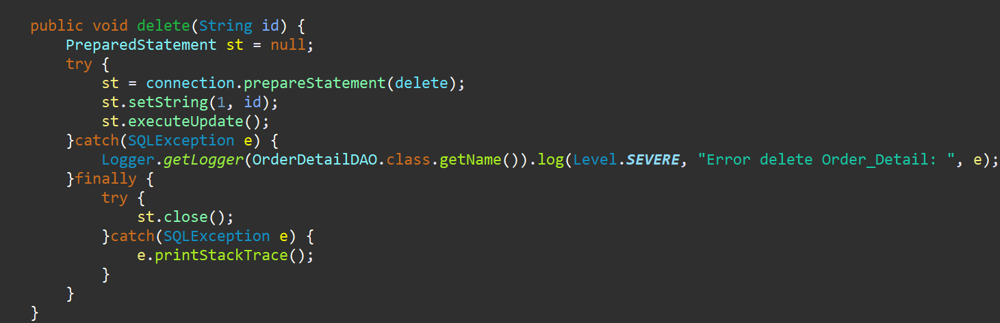 public void delete(String id) {
    PreparedStatement st = null;
    try {
        st = connection.prepareStatement(delete);
        st.setString(1, id);
        st.executeUpdate();
    }catch(SQLException e) {
        Logger.getLogger(OrderDetailDAO.class.getName()).log(Level.SEVERE, "Error delete Order_Detail: ", e);
    }finally {
        try {
            st.close();
        }catch(SQLException e) {
            e.printStackTrace();
        }
    }
}